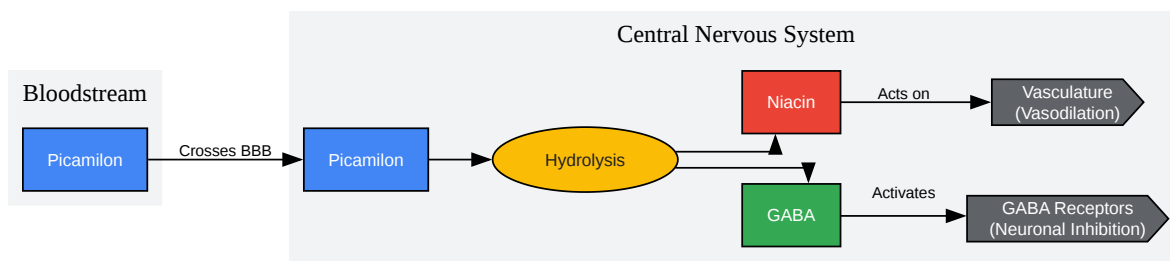 Central Nervous System
Bloodstream
Picamilon
Crosses BBB
Picamilon
Hydrolysis
Niacin
Acts on
Vasculature
(Vasodilation)
GABA
Activates
GABA Receptors
(Neuronal Inhibition)